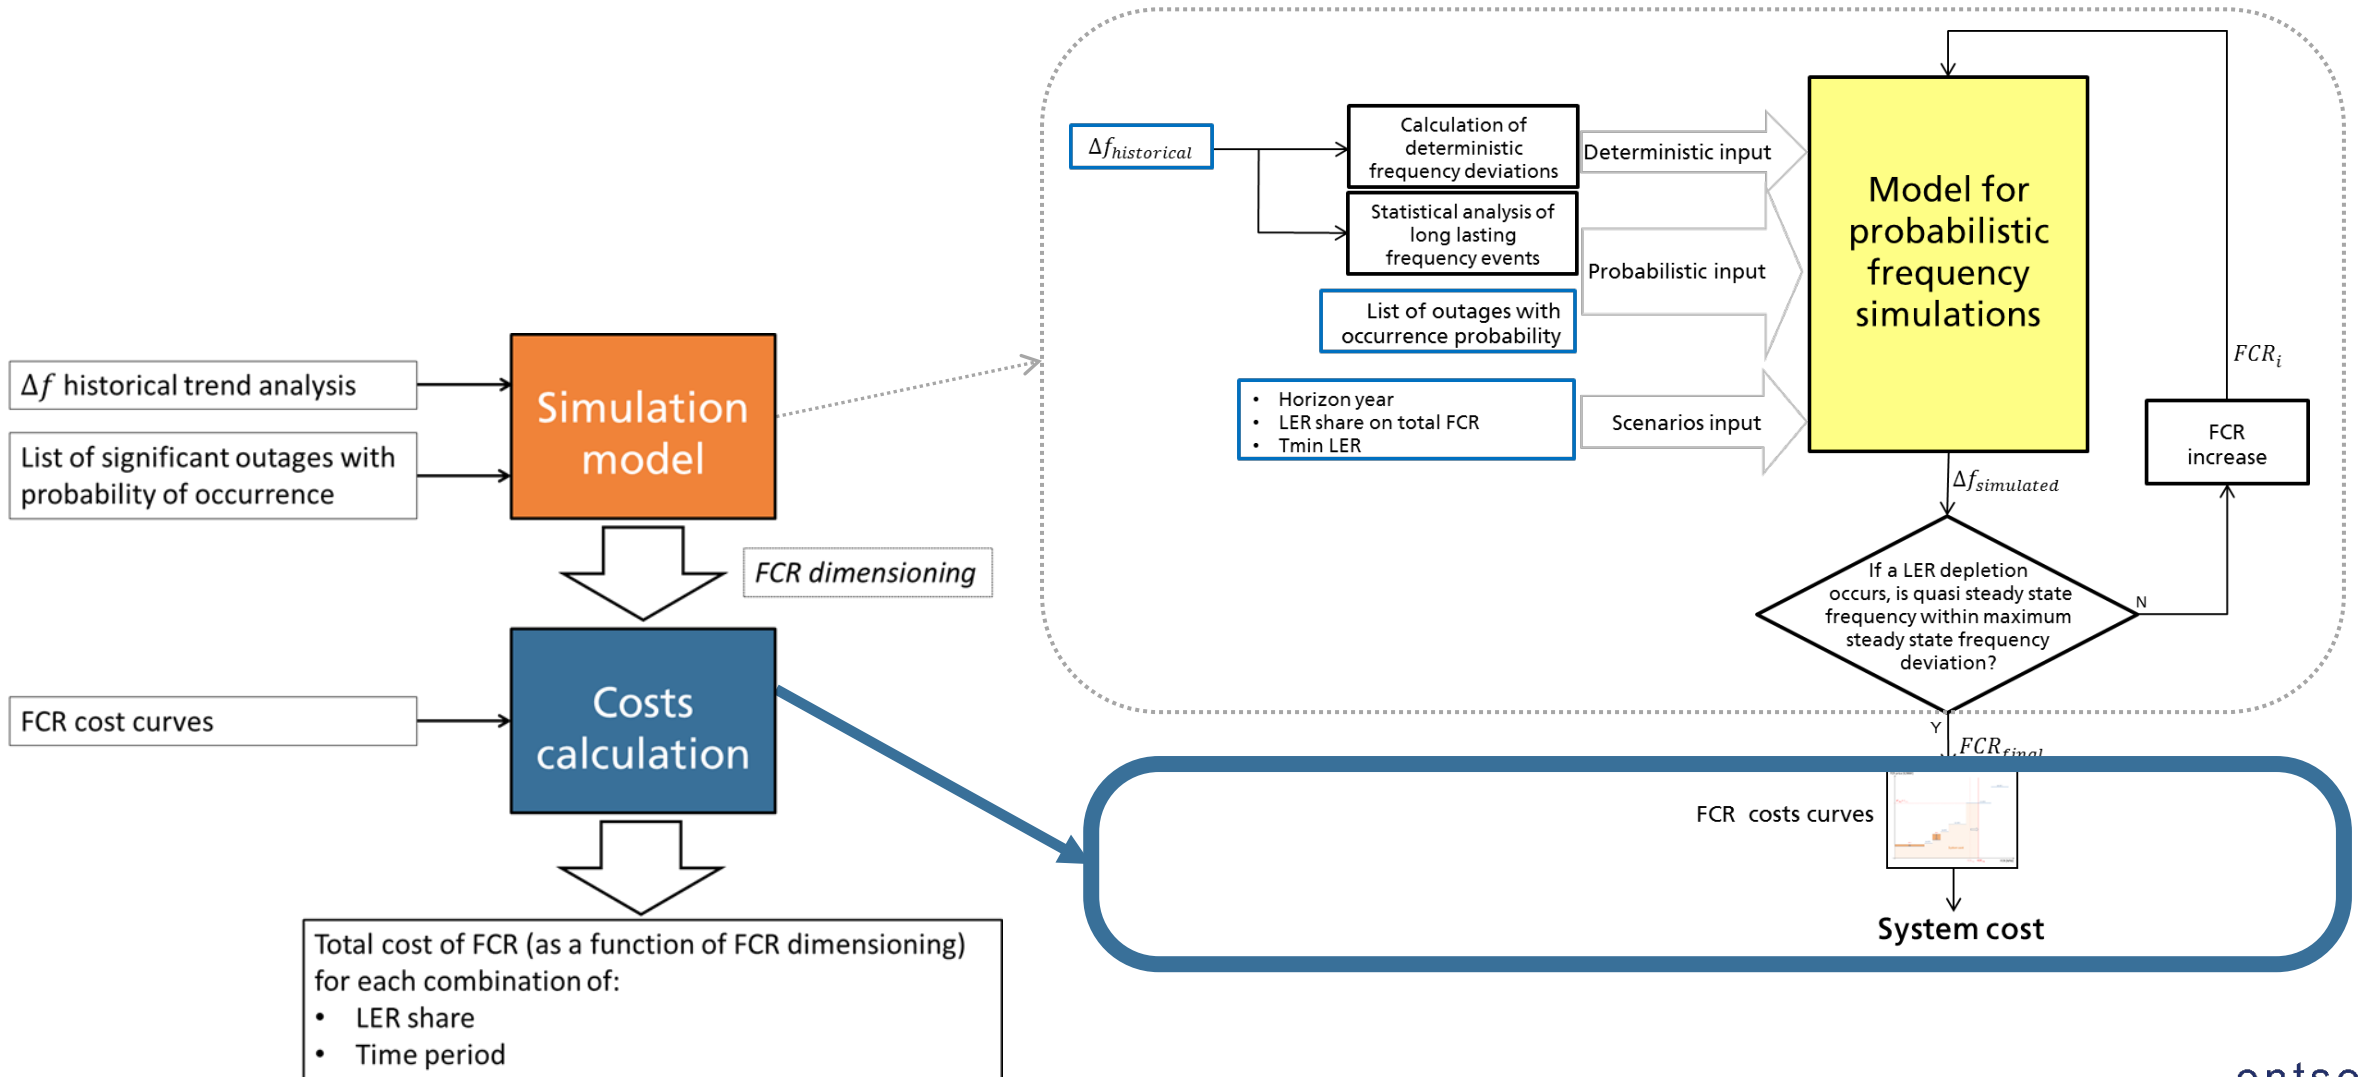 Δf historical trend analysis
List of significant outages with
probability of occurrence
Simulation
model
FCR dimensioning
FCR cost curves
Costs
calculation
Total cost of FCR (as a function of FCR dimensioning)
for each combination of:
• LER share
• Time period
Δf historical
Calculation of
deterministic
frequency deviations
Statistical analysis of
long lasting
frequency events
List of outages with
occurrence probability
• Horizon year
• LER share on total FCR
• Tmin LER
Deterministic input
Probabilistic input
Scenarios input
Model for
probabilistic
frequency
simulations
Δf simulated
FCR i
FCR
increase
If a LER depletion
occurs, is quasi steady state
frequency within maximum
steady state frequency
deviation?
N
Y
FCR final
FCR costs curves
System cost